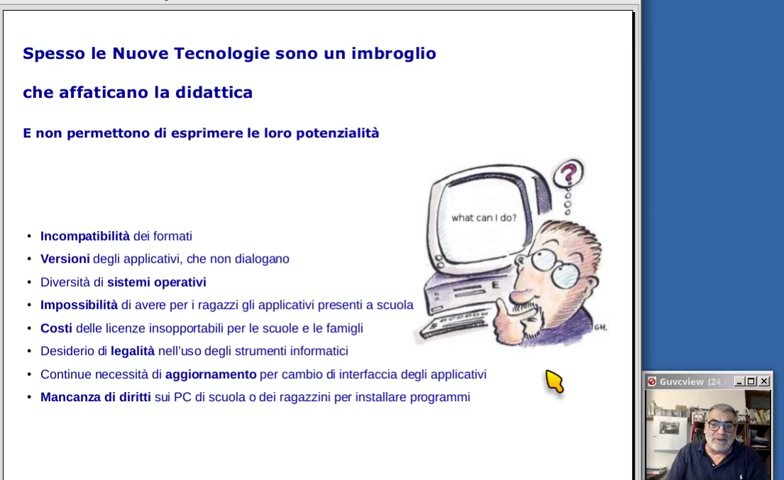 Spesso le Nuove Tecnologie sono un imbroglio
che affaticano la didattica
E non permettono di esprimere le loro potenzialità
what can I do?
?
• Incompatibilità dei formati
• Versioni degli applicativi, che non dialogano
• Diversità di sistemi operativi
• Impossibilità di avere per i ragazzi gli applicativi presenti a scuola
• Costi delle licenze insopportabili per le scuole e le famigli
• Desiderio di legalità nell'uso degli strumenti informatici
• Continue necessità di aggiornamento per cambio di interfaccia degli applicativi
• Mancanza di diritti sui PC di scuola o dei ragazzini per installare programmi
GH.
Guvcview (24.